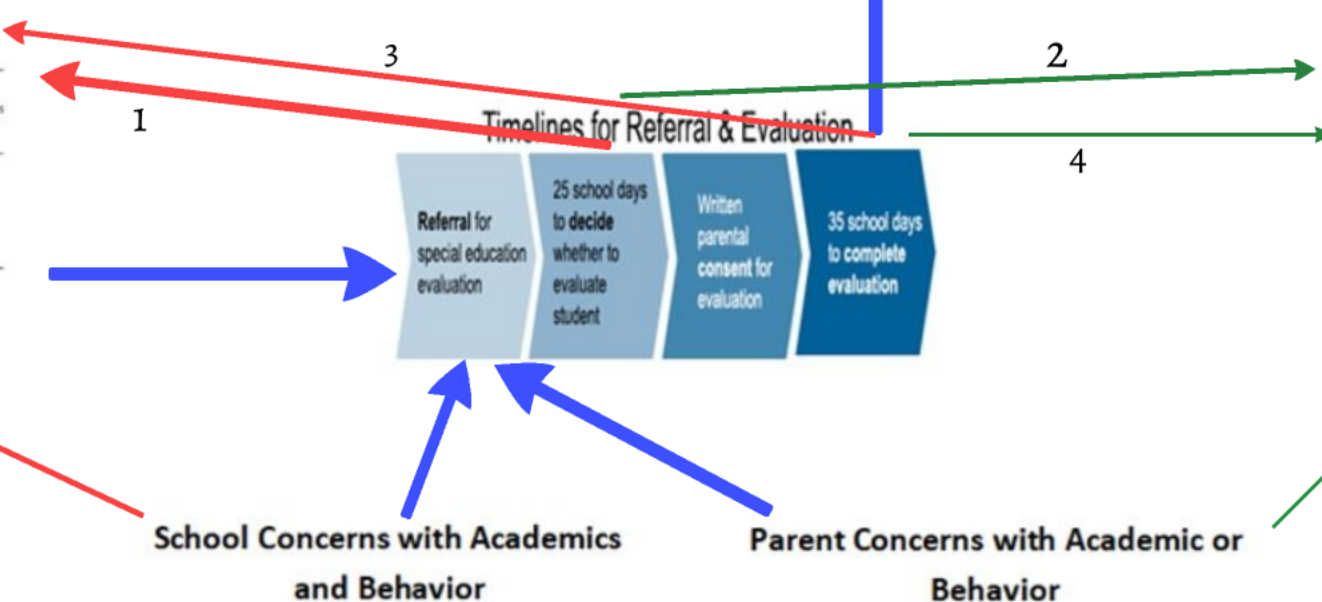 3
2
1
Timelines for Referral & Evaluation
4
Referral for
special education
evaluation
25 school days
to decide
whether to
evaluate
student
Written
parental
consent for
evaluation
35 school days
to complete
evaluation
School Concerns with Academics
and Behavior
Parent Concerns with Academic or
Behavior